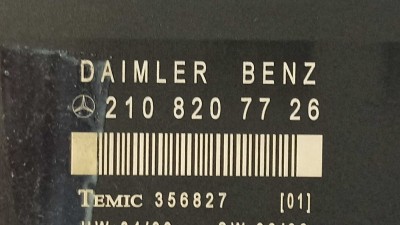 DAIMLER BENZ
210 820 77 26
TEMIC 356827 [01]